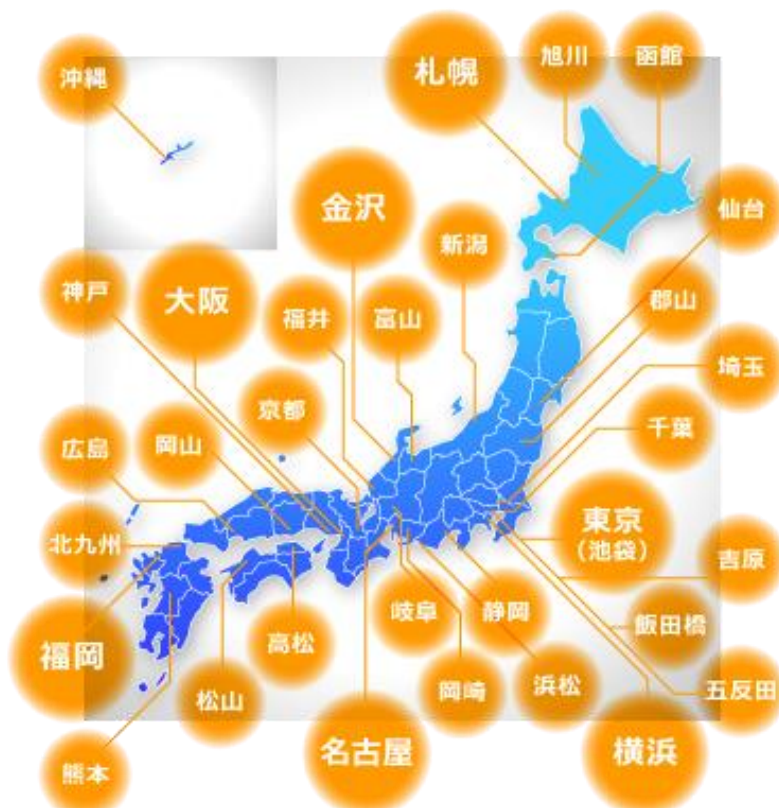 沖縄
札幌
旭川
函館
金沢
仙台
新潟
神戸
大阪
福井
富山
郡山
埼玉
京都
千葉
広島
岡山
東京
(池袋)
北九州
吉原
岐阜
静岡
飯田橋
福岡
高松
松山
岡崎
浜松
五反田
名古屋
横浜
熊本